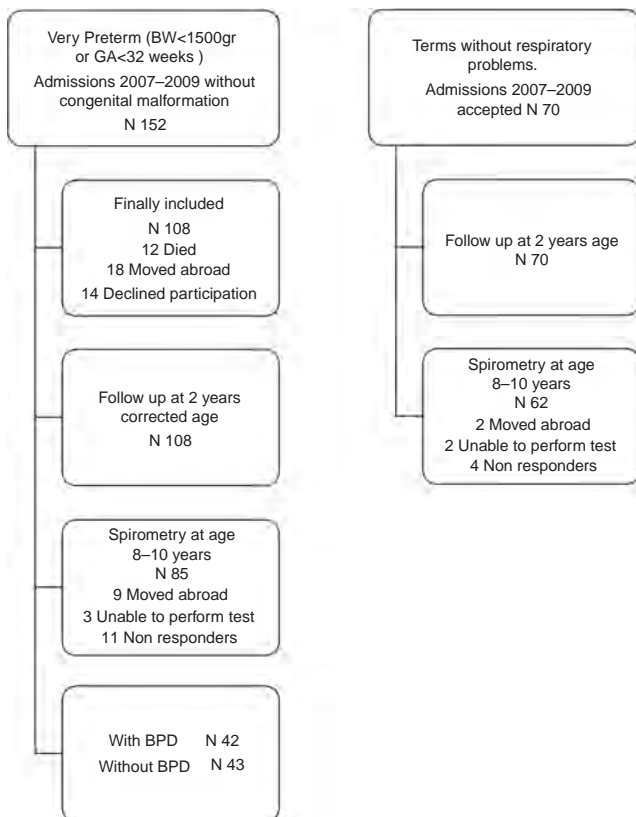 Very Preterm (BW<1500gr
or GA<32 weeks )
Admissions 2007–2009 without
congenital malformation
N 152
Finally included
N 108
12 Died
18 Moved abroad
14 Declined participation
Follow up at 2 years
corrected age
N 108
Spirometry at age
8–10 years
N 85
9 Moved abroad
3 Unable to perform test
11 Non responders
With BPD N 42
Without BPD N 43
Terms without respiratory
problems.
Admissions 2007–2009
accepted N 70
Follow up at 2 years age
N 70
Spirometry at age
8–10 years
N 62
2 Moved abroad
2 Unable to perform test
4 Non responders